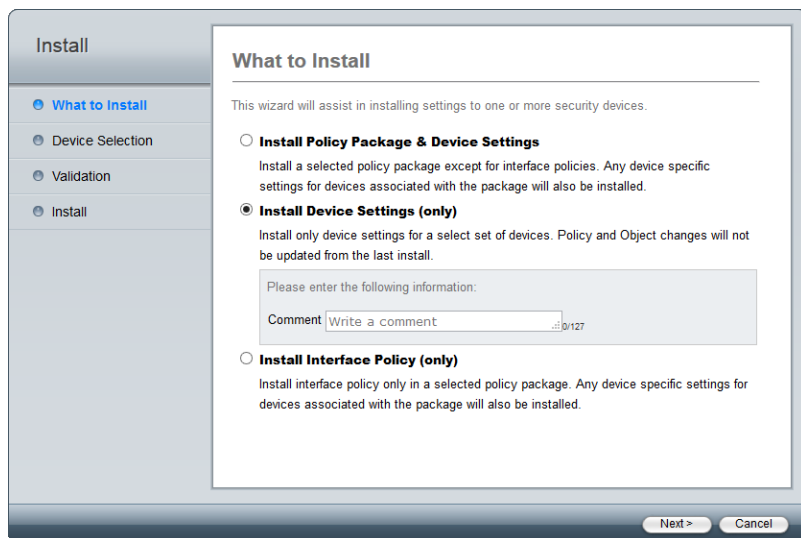 Install
What to Install
Device Selection
Validation
Install
What to Install
This wizard will assist in installing settings to one or more security devices.
Install Policy Package & Device Settings
Install a selected policy package except for interface policies. Any device specific
settings for devices associated with the package will also be installed.
Install Device Settings (only)
Install only device settings for a select set of devices. Policy and Object changes will not
be updated from the last install.
Please enter the following information:
Comment Write a comment 0/127
Install Interface Policy (only)
Install interface policy only in a selected policy package. Any device specific settings for
devices associated with the package will also be installed.
Next > Cancel